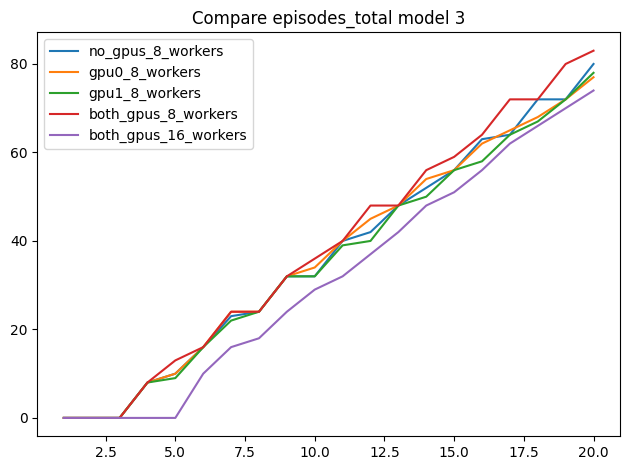 Compare episodes_total model 3
no_gpus_8_workers
gpu0_8_workers
gpu1_8_workers
both_gpus_8_workers
both_gpus_16_workers
80
60
40
20
0
2.5 5.0 7.5 10.0 12.5 15.0 17.5 20.0